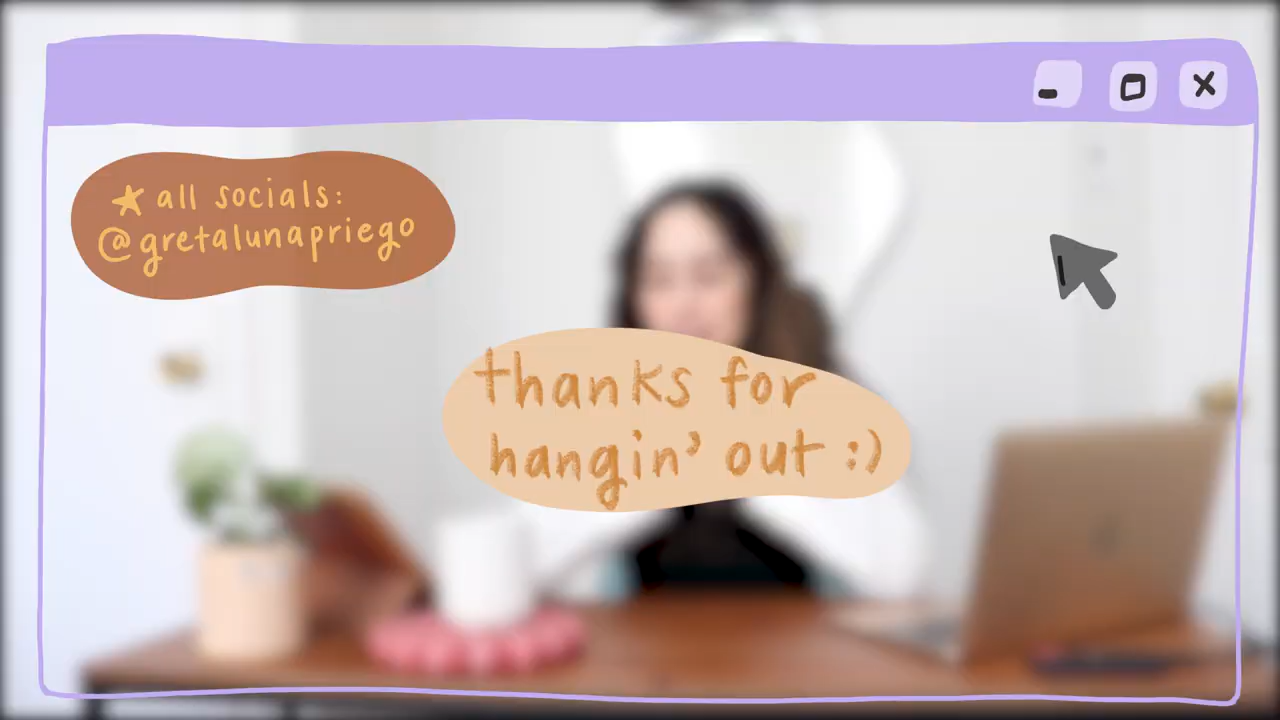 ★ all socials:
@gretalunapriego
thanks for
hangin' out :)